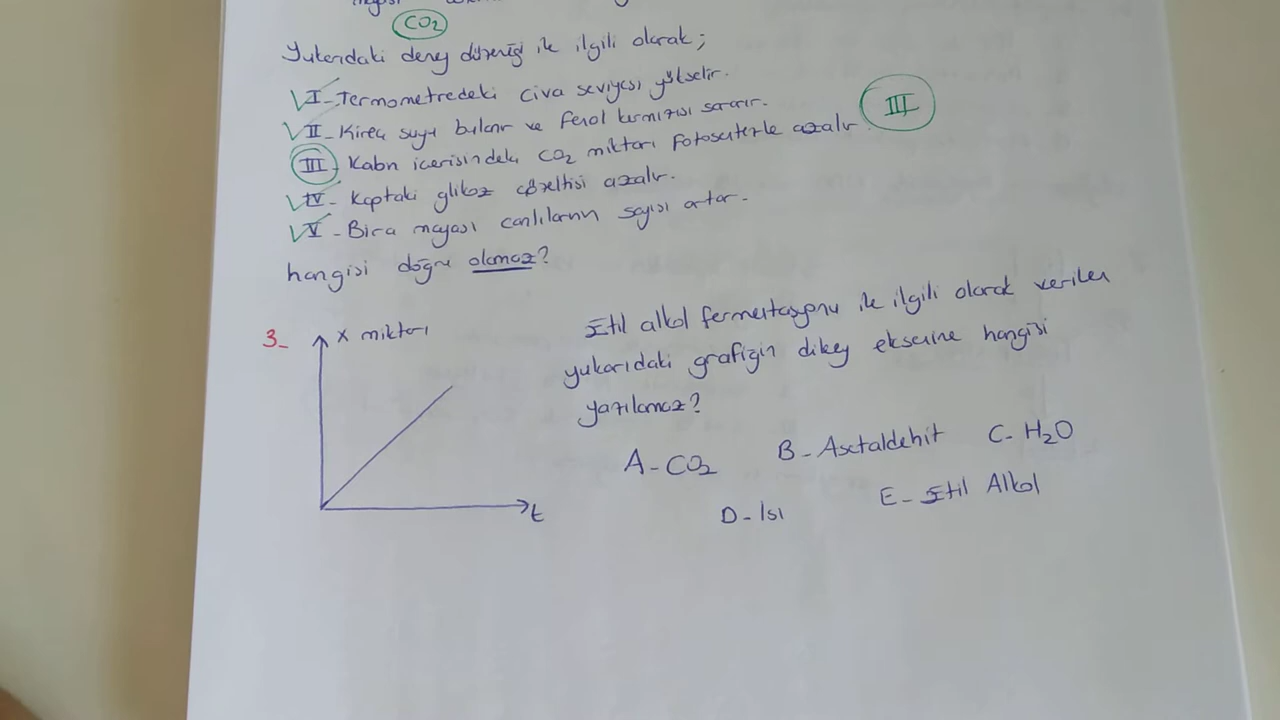 CO2
Yukarıdaki deney düzeneği ile ilgili olarak;
I - Termometredeki civa seviyesi yükselir.
II - Kireç suyu bulanır ve fenol kırmızısı sararır.
III - Kabın içerisindeki CO2 miktarı fotosentezle azalır. III
IV - Kaptaki glikoz çözeltisi azalır.
V - Bira mayası canlılarının sayısı artar.
hangisi doğru olamaz?
3- X miktarı
t
Etil alkol fermentasyonu ile ilgili olarak verilen
yukarıdaki grafiğin dikey eksenine hangisi
yazılamaz?
A - CO2 B - Asetaldehit C - H2O
D - Isı E - Etil Alkol